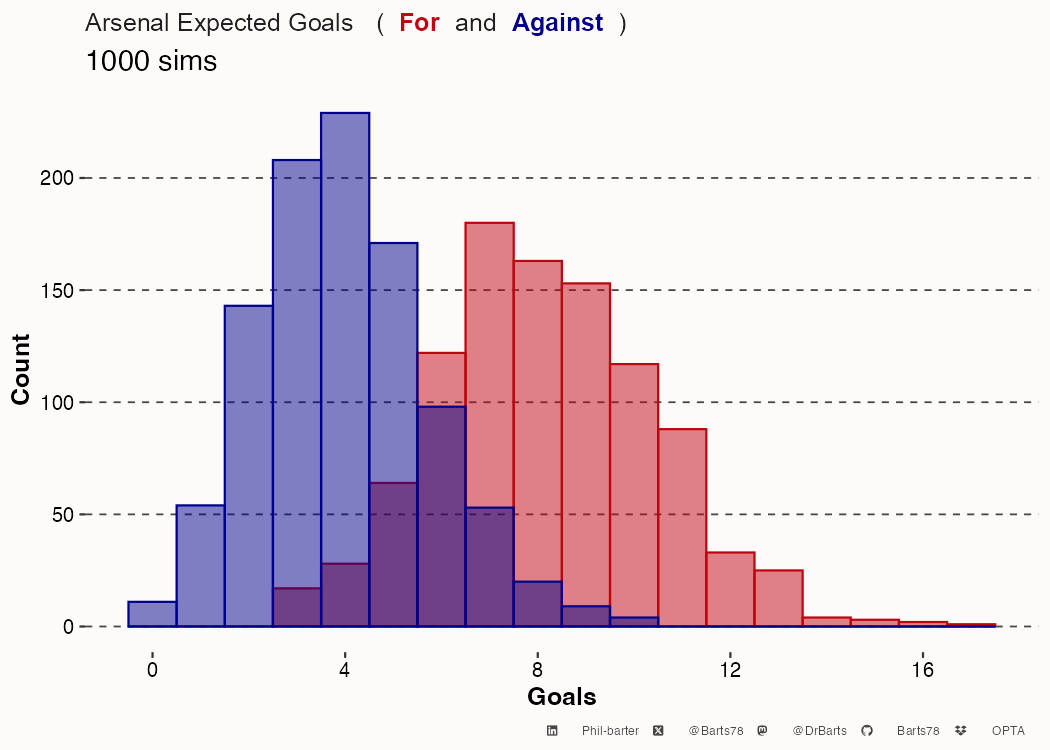 Arsenal Expected Goals ( For and Against )
1000 sims
200
150
100
50
0
Count
0 4 8 12 16
Goals
Phil-barter @Barts78 @DrBarts Barts78 OPTA